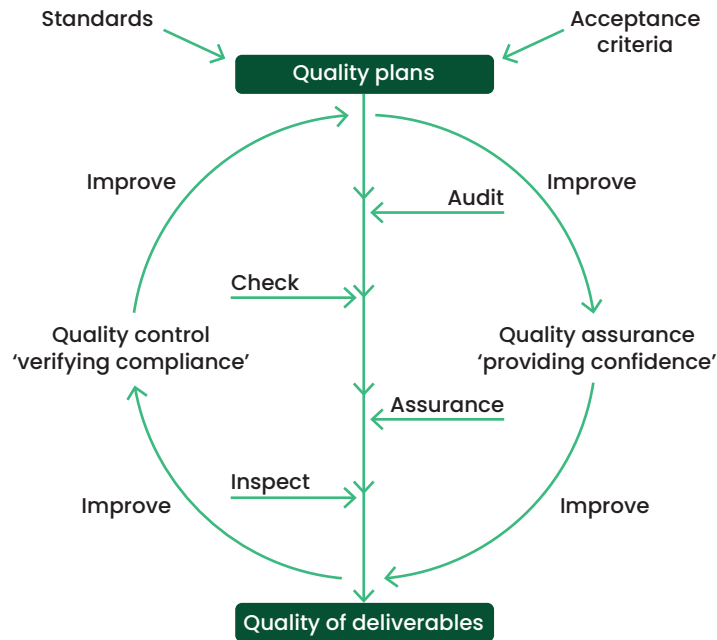 Standards
Acceptance
criteria
Quality plans
Improve
Improve
Audit
Check
Quality control
‘verifying compliance’
Quality assurance
‘providing confidence’
Assurance
Inspect
Improve
Improve
Quality of deliverables